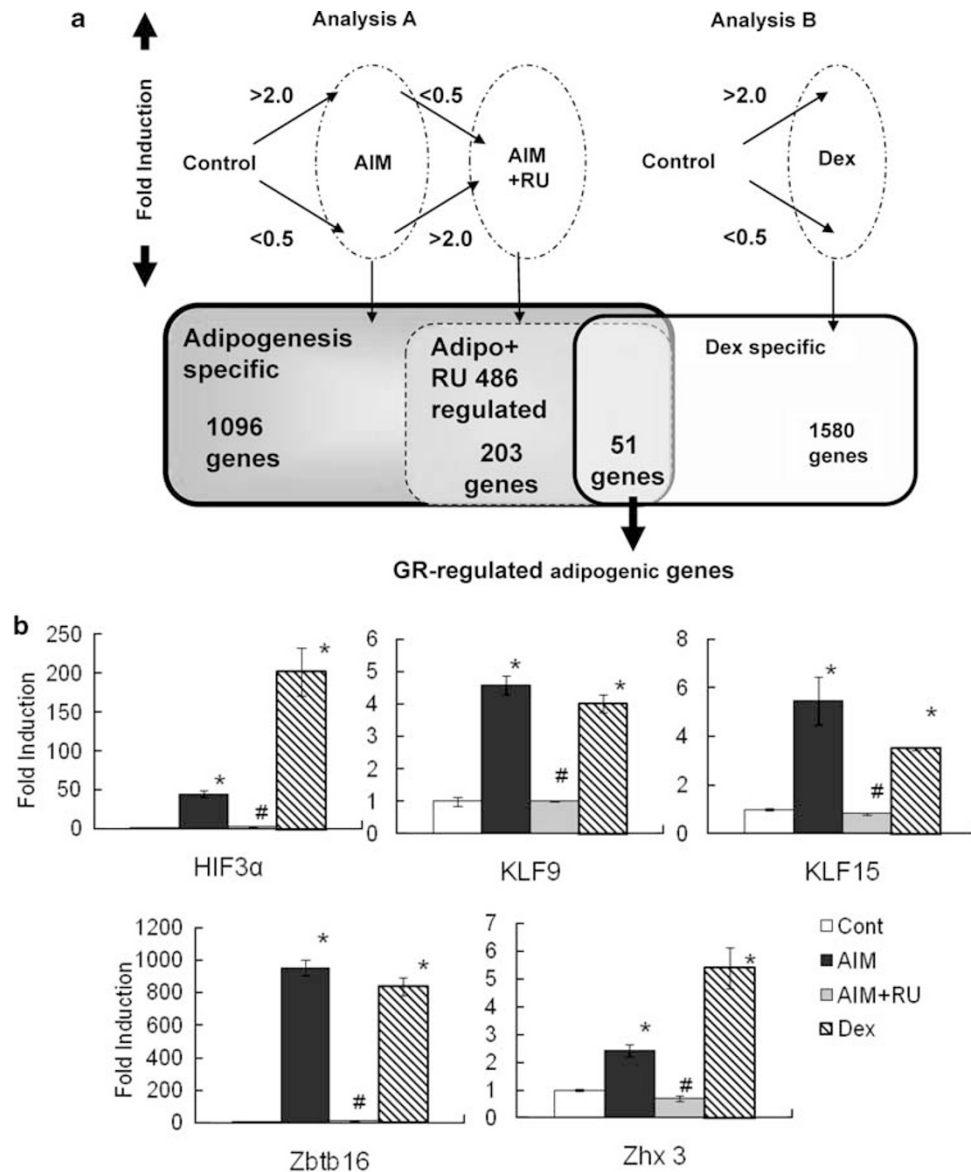 a
Analysis A
Analysis B
Fold Induction
>2.0
<0.5
>2.0
Control
AIM
AIM
+RU
Control
Dex
<0.5
>2.0
<0.5
Adipogenesis
specific
1096
genes
Adipo+
RU 486
regulated
203
genes
51
genes
Dex specific
1580
genes
GR-regulated adipogenic genes
b
Fold Induction
250
200
150
100
50
0
*
#
*
HIF3α
6
5
4
3
2
1
0
*
#
*
KLF9
8
6
4
2
0
*
#
*
KLF15
Fold Induction
1200
1000
800
600
400
200
0
*
#
*
Zbtb16
7
6
5
4
3
2
1
0
*
#
*
Zhx 3
Cont
AIM
AIM+RU
Dex